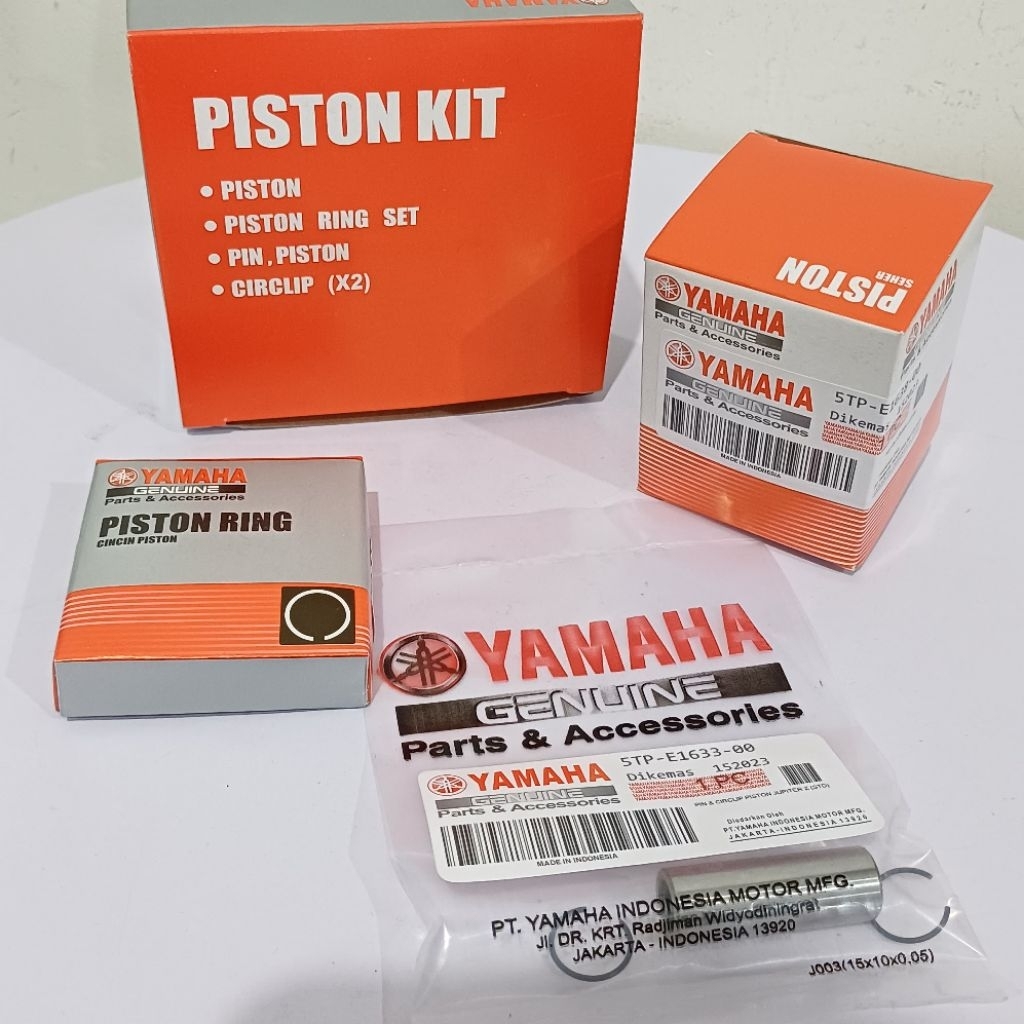 YAMAHA
PISTON KIT
• PISTON
• PISTON RING SET
• PIN , PISTON
• CIRCLIP (X2)
PISTON
SEHER
YAMAHA
GENUINE
Parts & Accessories
YAMAHA
GENUINE
Parts & Accessories
Dikemas
MADE IN INDONESIA
YAMAHA
GENUINE
Parts & Accessories
PISTON RING
CINCIN PISTON
YAMAHA
GENUINE
Parts & Accessories
YAMAHA
GENUINE
Parts & Accessories
MADE IN INDONESIA
5TP-E1633-00
Dikemas 152023
1 PC
PIN & CIRCLIP PISTON JUPITER Z (STD)
Diedarkan Oleh
PT.YAMAHA INDONESIA MOTOR MFG.
JAKARTA-INDONESIA 13920
PT. YAMAHA INDONESIA MOTOR MFG.
Jl. DR. KRT. Radjiman Widyodiningrat
JAKARTA - INDONESIA 13920
J003(15x10x0,05)